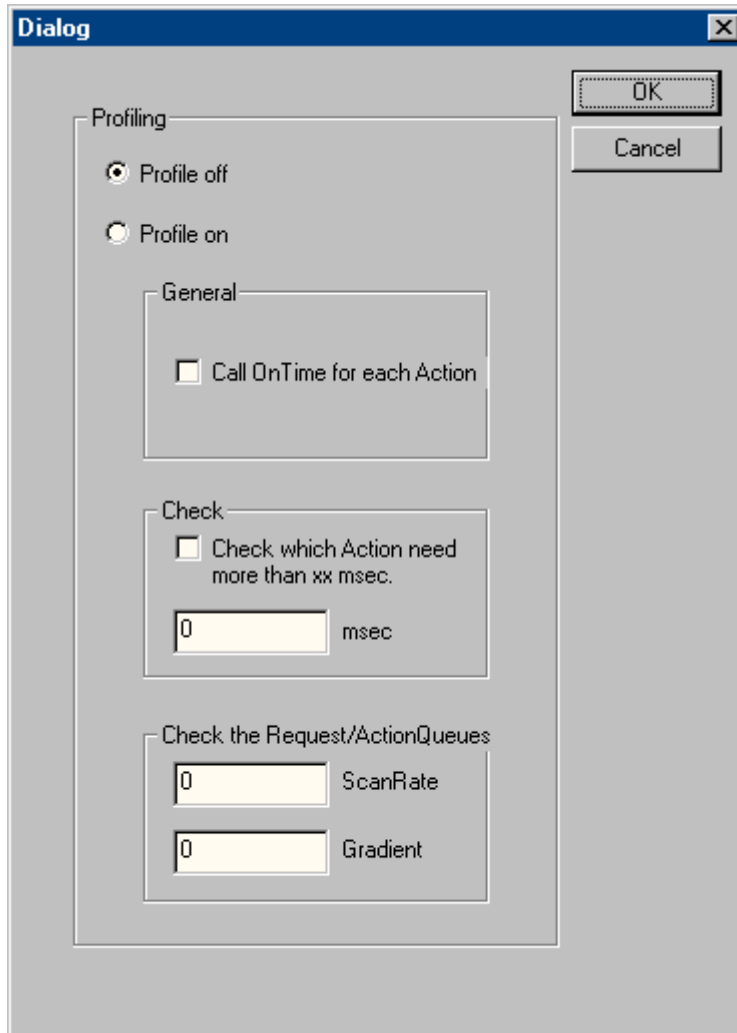 Dialog
OK
Cancel
Profiling
Profile off
Profile on
General
Call OnTime for each Action
Check
Check which Action need
more than xx msec.
0 msec
Check the Request/ActionQueues
0 ScanRate
0 Gradient